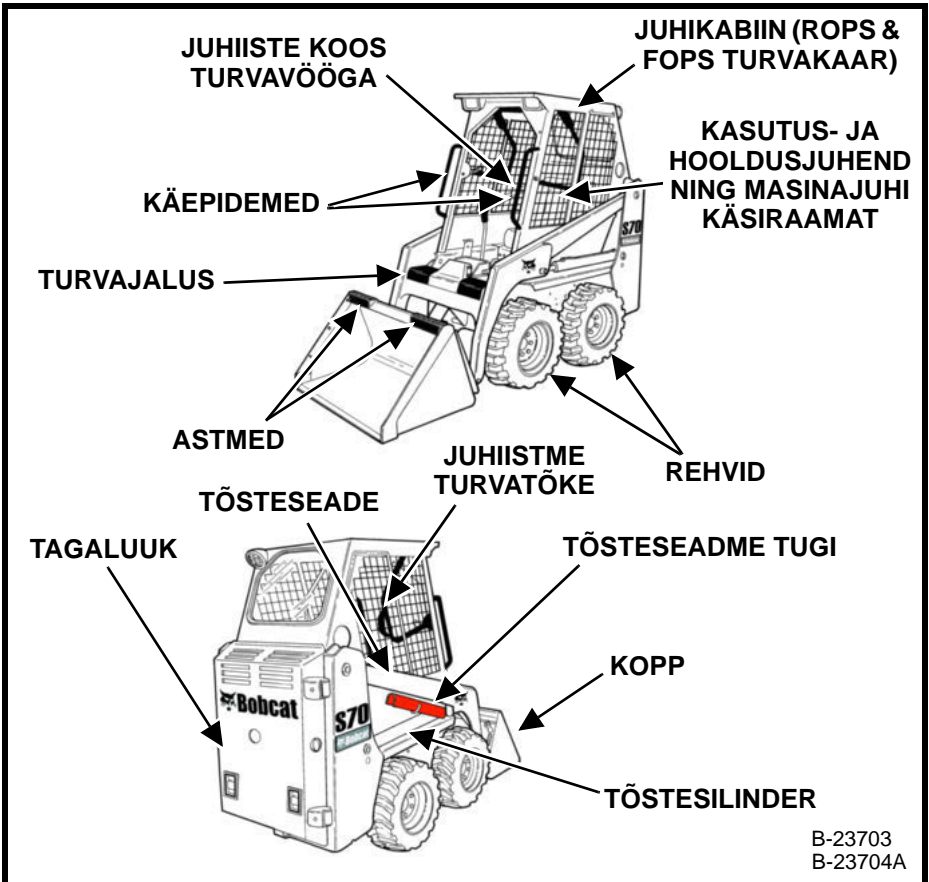 JUHIISTE KOOS
TURVAVÖÖGA
JUHIKABIIN (ROPS &
FOPS TURVAKAAR)
KASUTUS- JA
HOOLDUSJUHEND
NING MASINAJUHI
KÄSIRAAMAT
KÄEPIDEMED
TURVAJALUS
S70
ASTMED
REHVID
JUHIISTME
TURVATÕKE
TÕSTESEADE
TAGALUUK
TÕSTESEADME TUGI
KOPP
Bobcat
S70
Bobcat
TÕSTESILINDER
B-23703
B-23704A